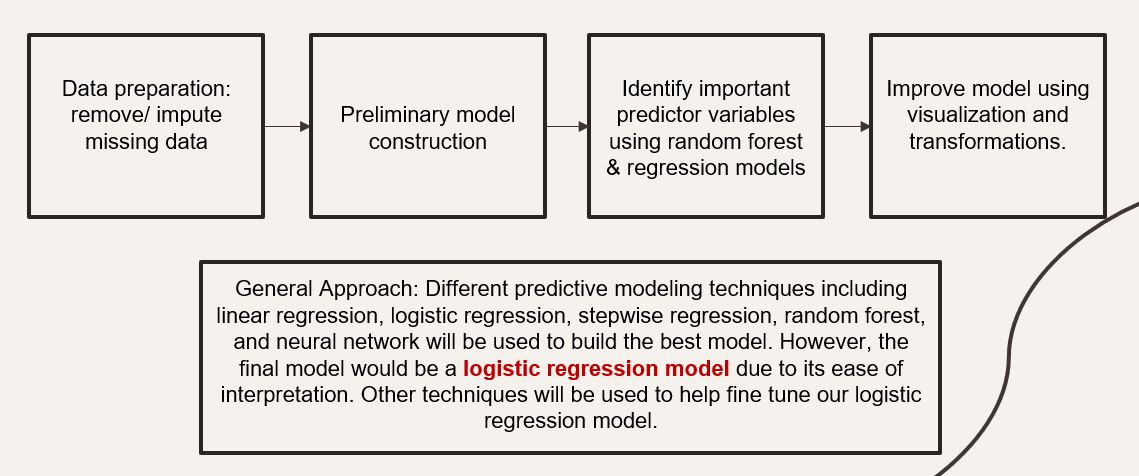 Data preparation:
remove/ impute
missing data
Preliminary model
construction
Identify important
predictor variables
using random forest
& regression models
Improve model using
visualization and
transformations.
General Approach: Different predictive modeling techniques including
linear regression, logistic regression, stepwise regression, random forest,
and neural network will be used to build the best model. However, the
final model would be a logistic regression model due to its ease of
interpretation. Other techniques will be used to help fine tune our logistic
regression model.